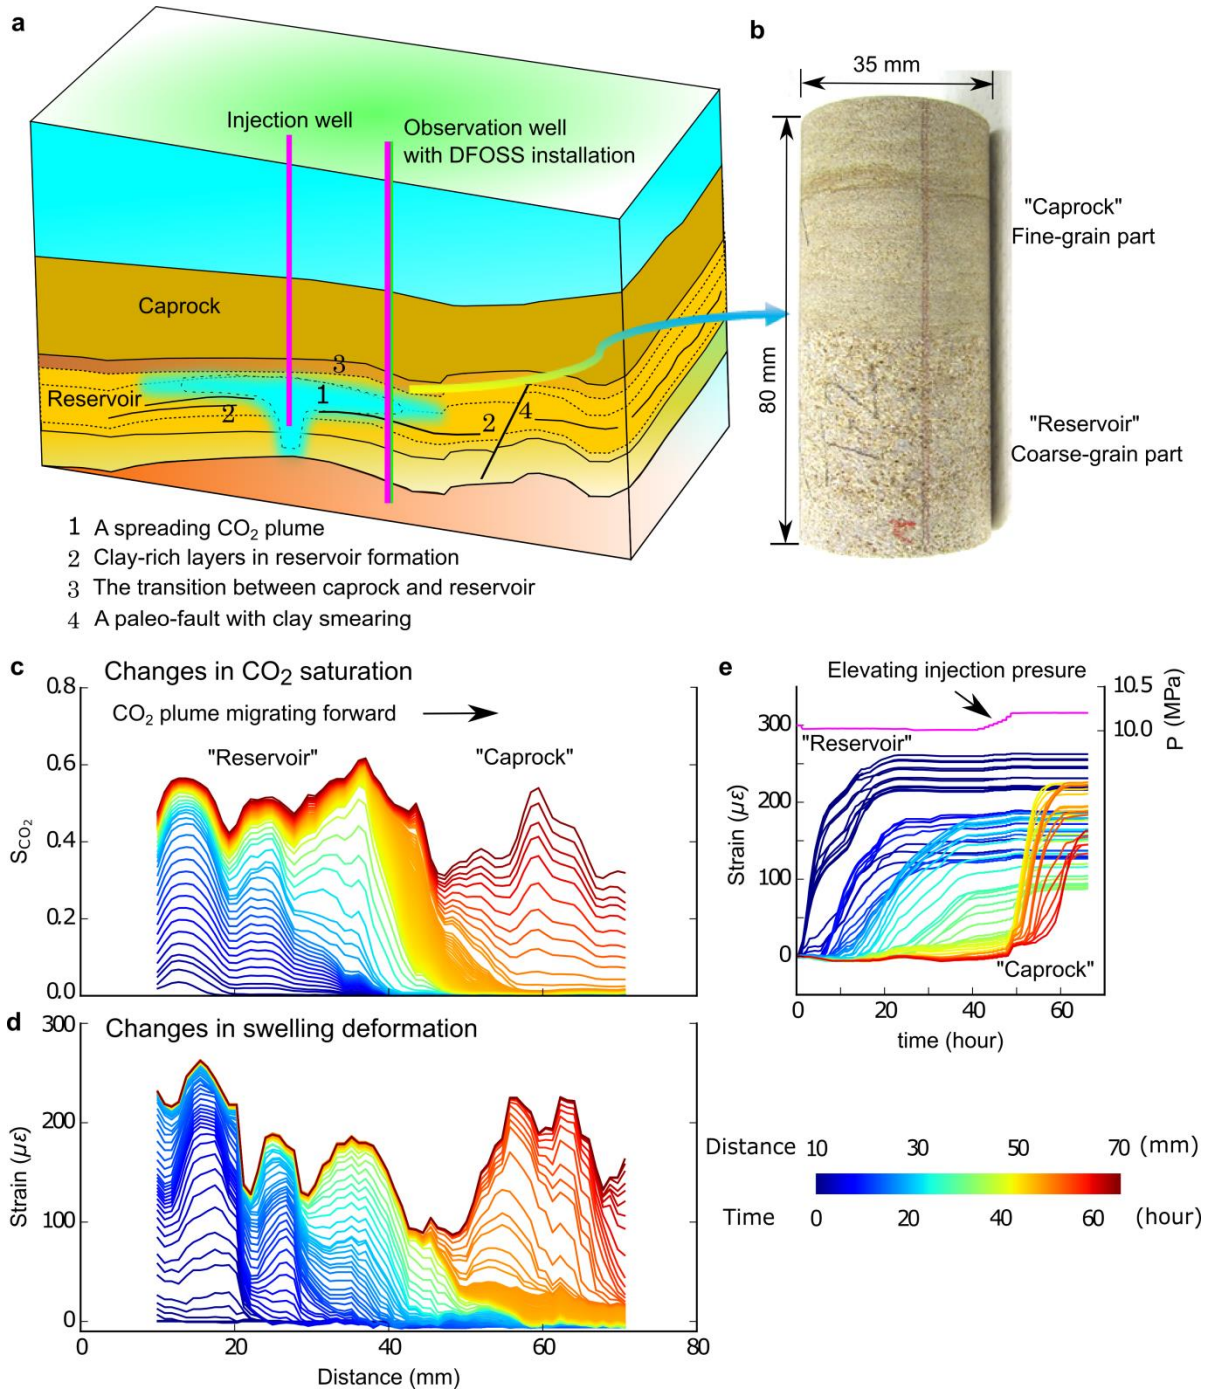 a
Injection well
Observation well
with DFOSS installation
Caprock
3
Reservoir
1
2
2
4
1 A spreading CO₂ plume
2 Clay-rich layers in reservoir formation
3 The transition between caprock and reservoir
4 A paleo-fault with clay smearing
b
35 mm
80 mm
"Caprock"
Fine-grain part
"Reservoir"
Coarse-grain part
c Changes in CO₂ saturation
CO₂ plume migrating forward
"Reservoir"
"Caprock"
S_CO₂
0.8
0.6
0.4
0.2
0.0
0 20 40 60 80
d Changes in swelling deformation
Strain (με)
300
200
100
0
0 20 40 60 80
Distance (mm)
e
Elevating injection presure
"Reservoir"
"Caprock"
Strain (με)
300
200
100
0
10.5
10.0
P (MPa)
0 20 40 60
time (hour)
Distance 10 30 50 70 (mm)
Time 0 20 40 60 (hour)